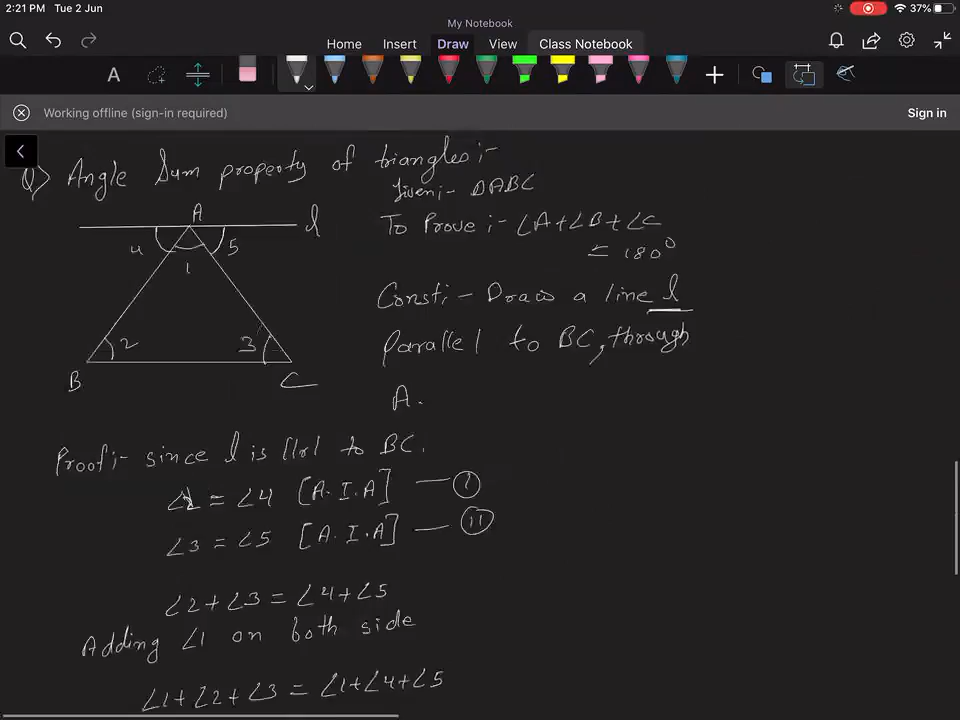 2:21 PM Tue 2 Jun
37%
My Notebook
Home Insert Draw View Class Notebook
A
Working offline (sign-in required)
Sign in
Q) Angle Sum property of triangles :-
Given :- △ABC
To Prove :- ∠A+∠B+∠C
= 180°
Const :- Draw a line l
parallel to BC, through
A.
A
l
4 5
1
2 3
B C
Proof :- since l is llrl to BC.
∠2 = ∠4 [A.I.A] — (I)
∠3 = ∠5 [A.I.A] — (II)
∠2+∠3 = ∠4+∠5
Adding ∠1 on both side
∠1+∠2+∠3 = ∠1+∠4+∠5